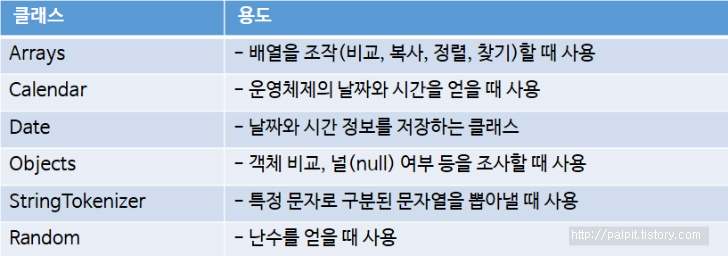 클래스 용도
Arrays - 배열을 조작(비교, 복사, 정렬, 찾기)할 때 사용
Calendar - 운영체제의 날짜와 시간을 얻을 때 사용
Date - 날짜와 시간 정보를 저장하는 클래스
Objects - 객체 비교, 널(null) 여부 등을 조사할 때 사용
StringTokenizer - 특정 문자로 구분된 문자열을 뽑아낼 때 사용
Random - 난수를 얻을 때 사용
http://palpit.tistory.com